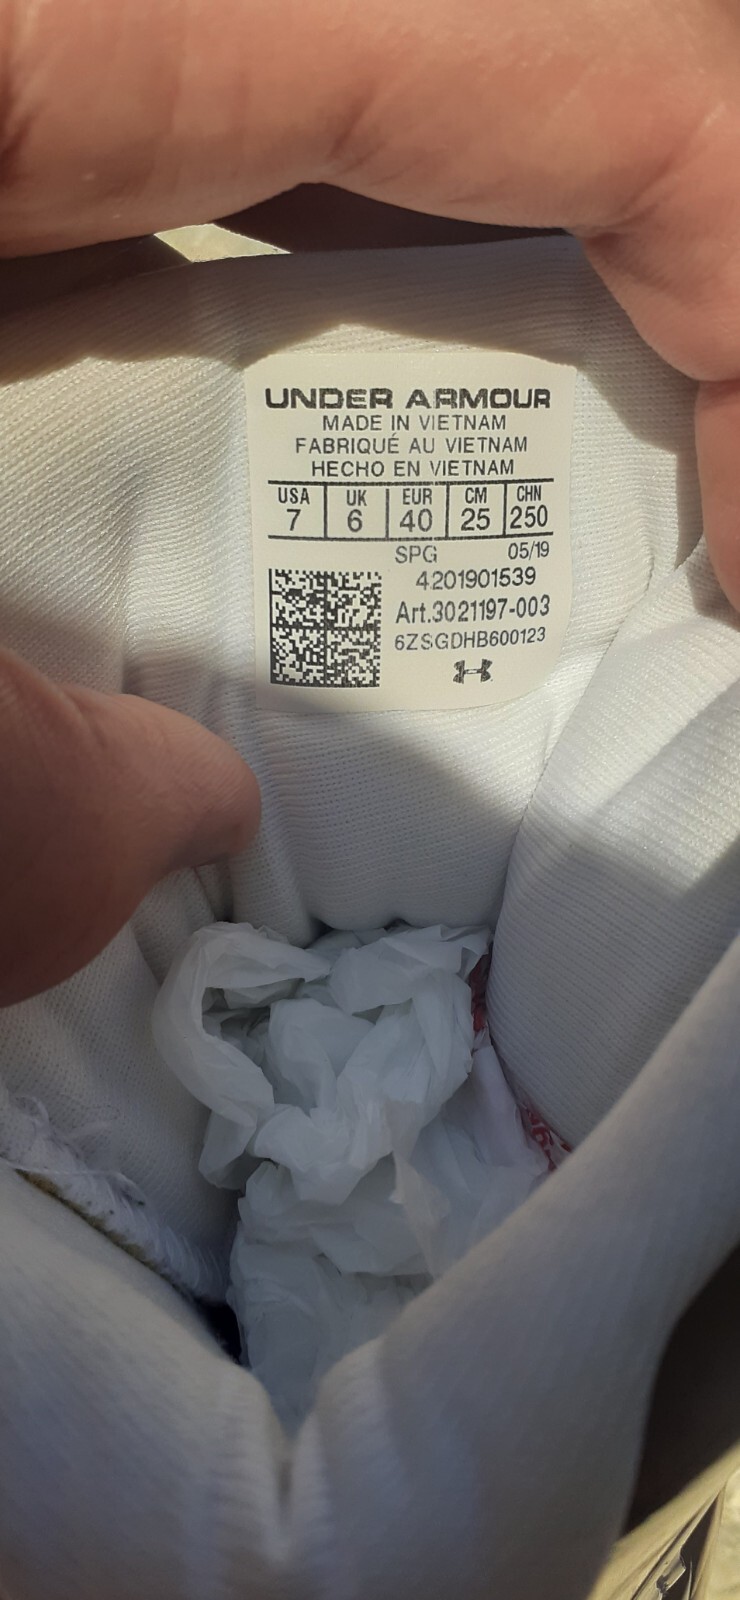 UNDER ARMOUR
MADE IN VIETNAM
FABRIQUÉ AU VIETNAM
HECHO EN VIETNAM
USA UK EUR CM CHN
7 6 40 25 250
SPG 05/19
4201901539
Art.3021197-003
6ZSGDHB600123